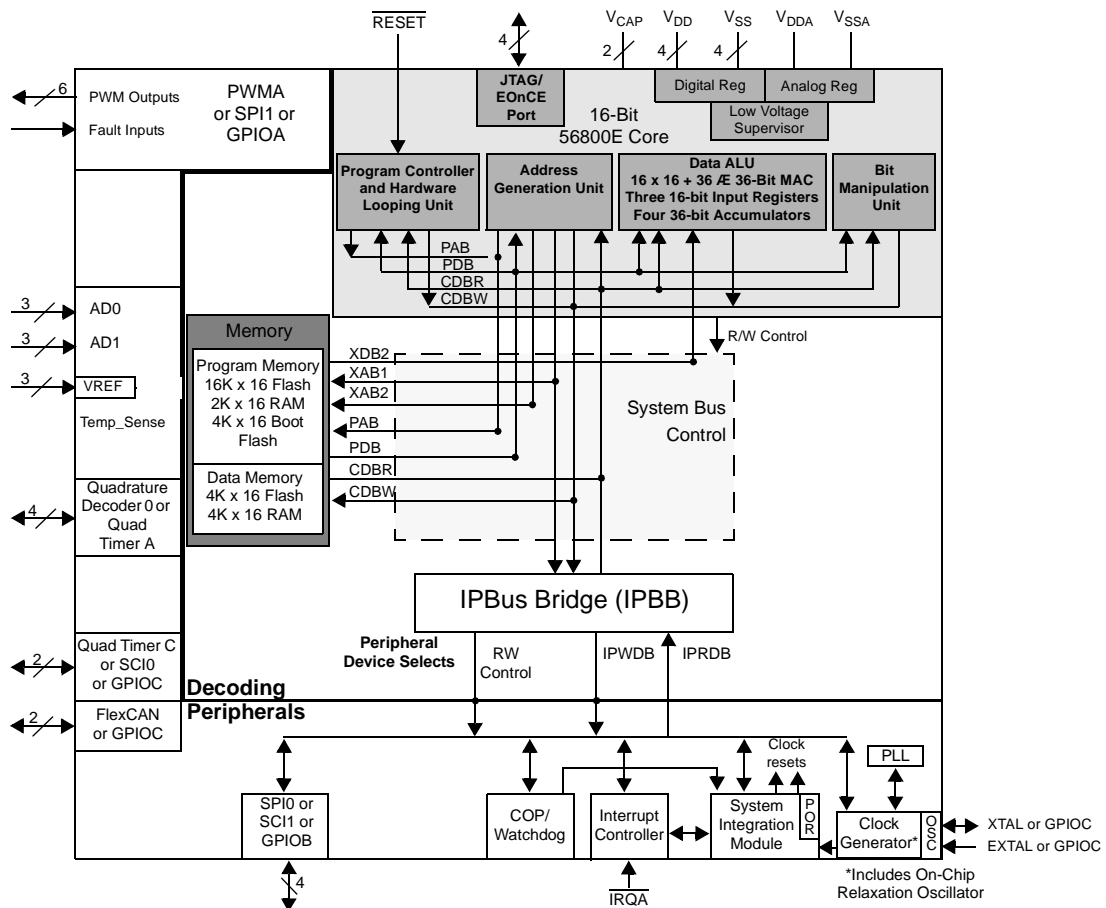 RESET
4
V_CAP
V_DD
V_SS
V_DDA
V_SSA
2
4
4
6
PWM Outputs
Fault Inputs
PWMA
or SPI1 or
GPIOA
JTAG/
EOnCE
Port
16-Bit
56800E Core
Digital Reg
Analog Reg
Low Voltage
Supervisor
Program Controller
and Hardware
Looping Unit
Address
Generation Unit
Data ALU
16 x 16 + 36 Æ 36-Bit MAC
Three 16-bit Input Registers
Four 36-bit Accumulators
Bit
Manipulation
Unit
PAB
PDB
CDBR
CDBW
R/W Control
3
AD0
3
AD1
3
VREF
Temp_Sense
Memory
Program Memory
16K x 16 Flash
2K x 16 RAM
4K x 16 Boot
Flash
Data Memory
4K x 16 Flash
4K x 16 RAM
XDB2
XAB1
XAB2
PAB
PDB
CDBR
CDBW
System Bus
Control
4
Quadrature
Decoder 0 or
Quad
Timer A
IPBus Bridge (IPBB)
Peripheral
Device Selects
RW
Control
IPWDB
IPRDB
2
Quad Timer C
or SCI0
or GPIOC
Decoding
Peripherals
2
FlexCAN
or GPIOC
Clock
resets
PLL
SPI0 or
SCI1 or
GPIOB
COP/
Watchdog
Interrupt
Controller
System
Integration
Module
POR
Clock
Generator*
OSC
XTAL or GPIOC
EXTAL or GPIOC
4
IRQA
*Includes On-Chip
Relaxation Oscillator